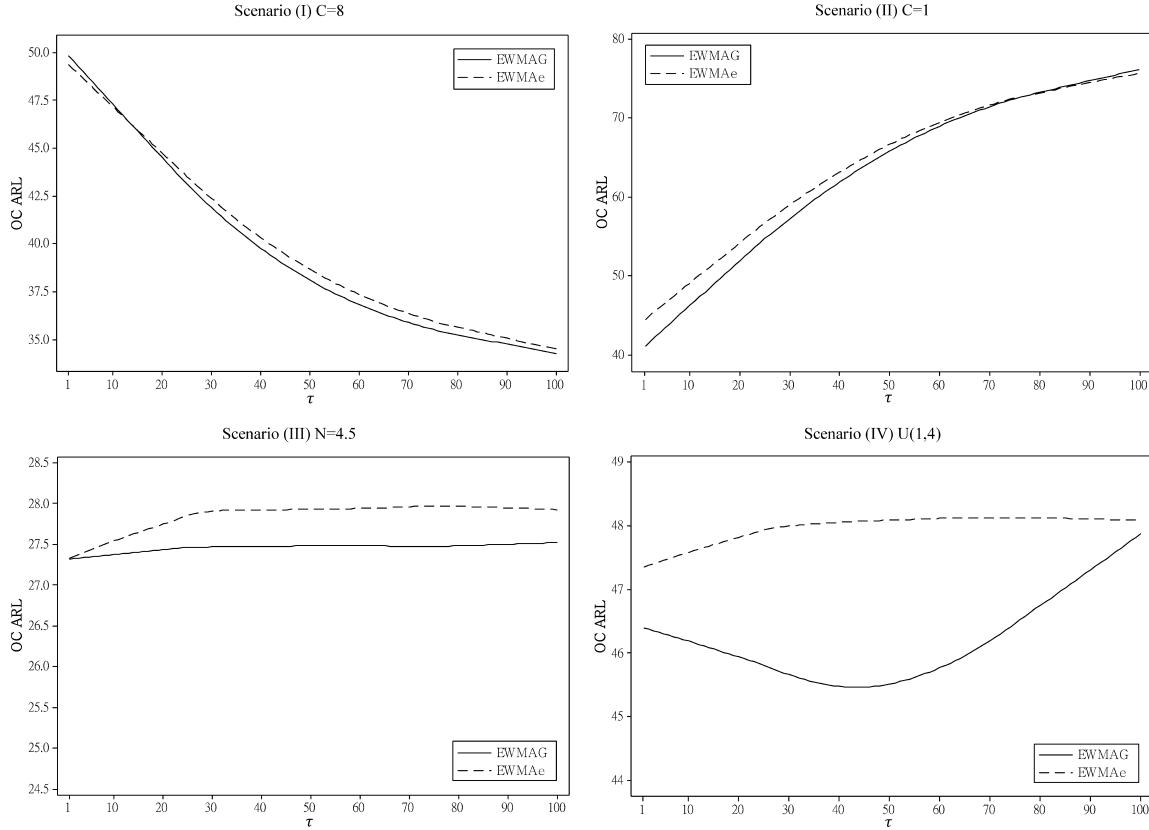 Scenario (I) C=8
OC ARL
50.0
47.5
45.0
42.5
40.0
37.5
35.0
EWMAG
EWMAe
1 10 20 30 40 50 60 70 80 90 100
τ
Scenario (II) C=1
OC ARL
80
70
60
50
40
EWMAG
EWMAe
1 10 20 30 40 50 60 70 80 90 100
τ
Scenario (III) N=4.5
OC ARL
28.5
28.0
27.5
27.0
26.5
26.0
25.5
25.0
24.5
EWMAG
EWMAe
1 10 20 30 40 50 60 70 80 90 100
τ
Scenario (IV) U(1,4)
OC ARL
49
48
47
46
45
44
EWMAG
EWMAe
1 10 20 30 40 50 60 70 80 90 100
τ